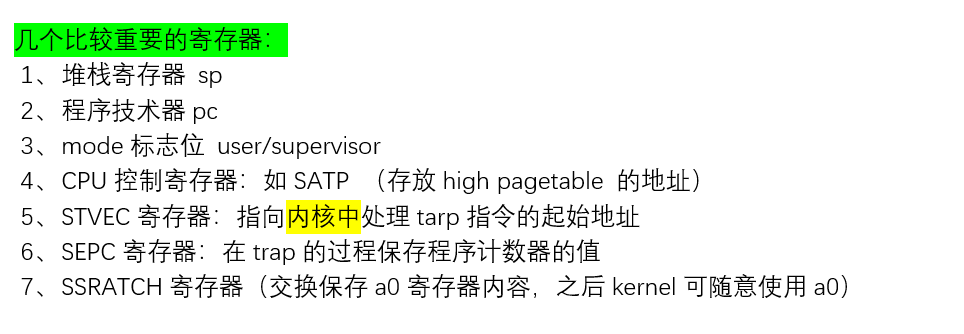 几个比较重要的寄存器：
1、堆栈寄存器 sp
2、程序技术器 pc
3、mode 标志位 user/supervisor
4、CPU 控制寄存器：如 SATP （存放 high pagetable 的地址）
5、STVEC 寄存器：指向内核中处理 tarp 指令的起始地址
6、SEPC 寄存器：在 trap 的过程保存程序计数器的值
7、SSRATCH 寄存器（交换保存 a0 寄存器内容，之后 kernel 可随意使用 a0）